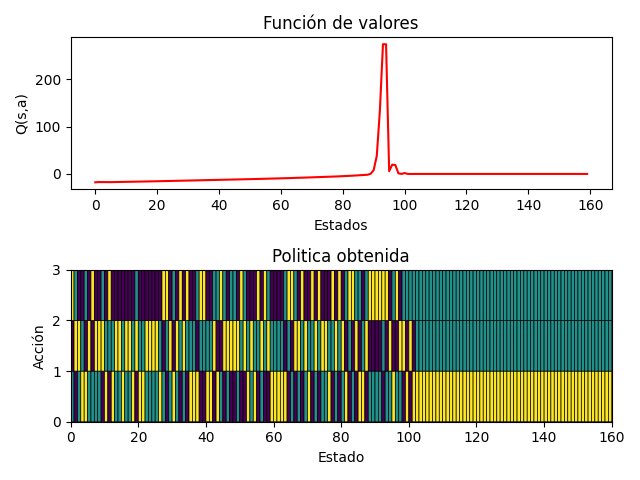 Función de valores
200
100
0
Q(s,a)
0 20 40 60 80 100 120 140 160
Estados
Politica obtenida
3
2
1
0
Acción
0 20 40 60 80 100 120 140 160
Estado